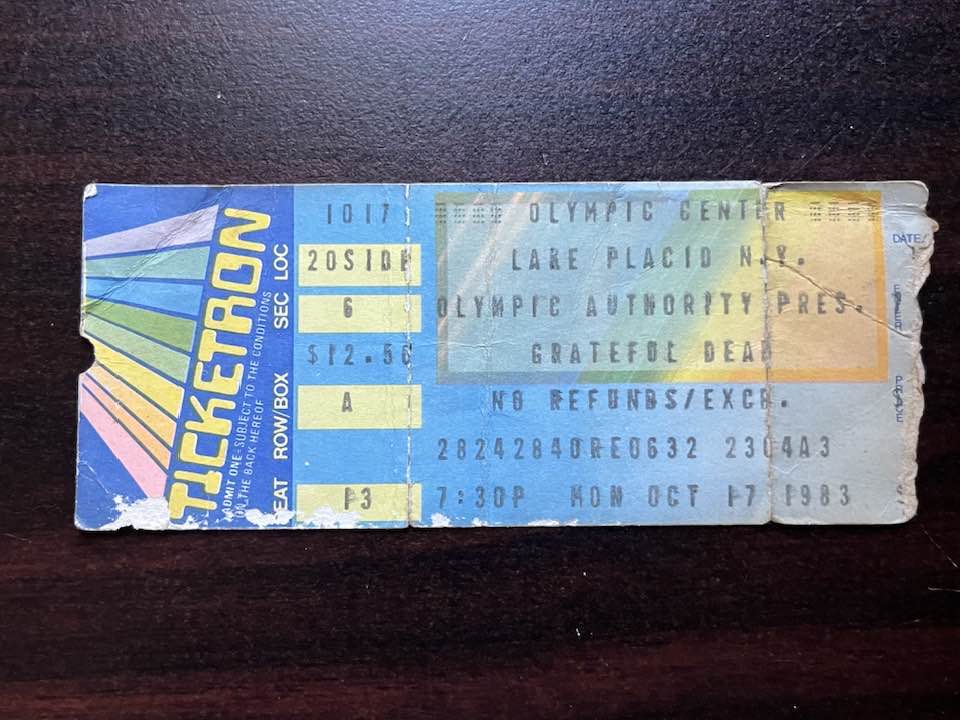 TICKETRON
ADMIT ONE-SUBJECT TO THE CONDITIONS
ON THE BACK HEREOF
LOC
SEC
ROW/BOX
SEAT
1017
20SIDE
6
$12.50
A
13
OLYMPIC CENTER
LAKE PLACID N.Y.
OLYMPIC AUTHORITY PRES.
GRATEFUL DEAD
NO REFUNDS/EXCH.
28242840RE0632 2304A3
7:30P MON OCT 17 1983
DATE/